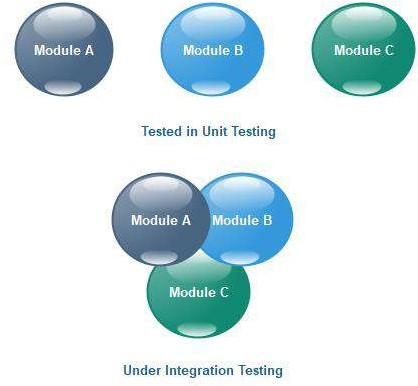 Module A
Module B
Module C
Tested in Unit Testing
Module A
Module B
Module C
Under Integration Testing